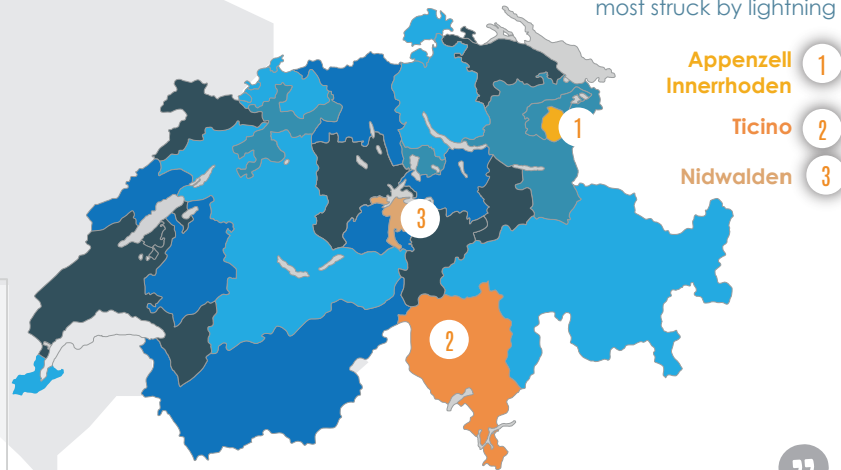 most struck by lightning
Appenzell
Innerrhoden
1
Ticino
2
Nidwalden
3
1
3
2